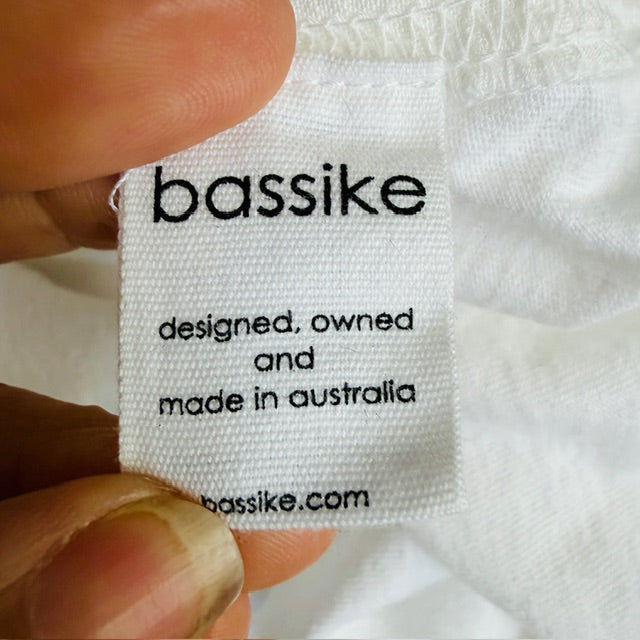 bassike
designed, owned
and
made in australia
bassike.com